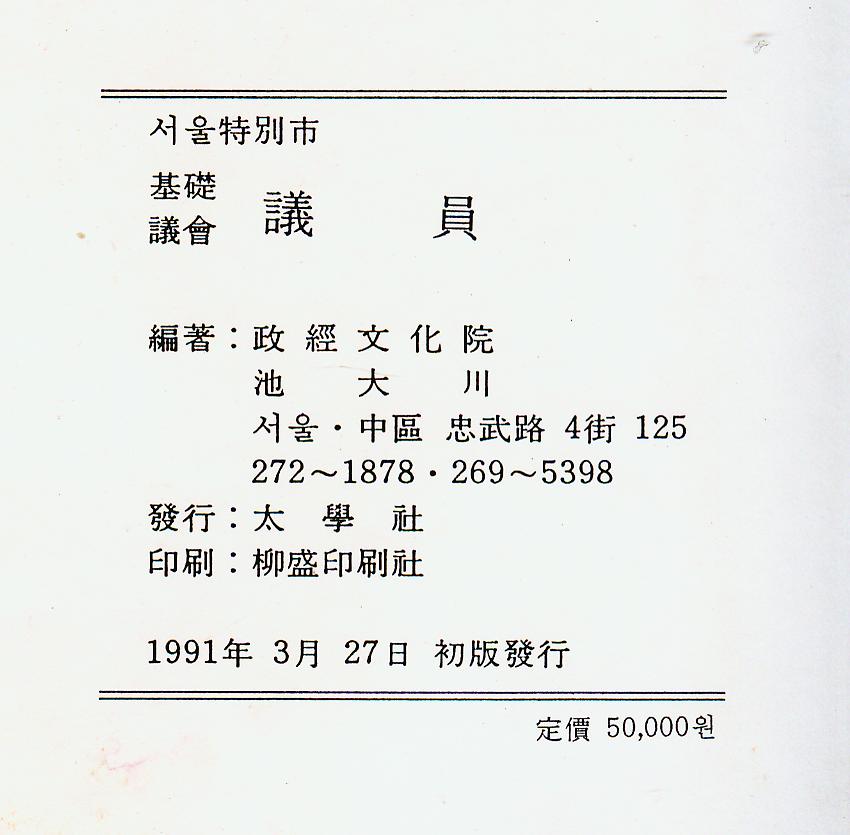 서울特別市
基礎
議會 議員
編著：政經文化院
池大川
서울・中區 忠武路 4街 125
272～1878・269～5398
發行：太學社
印刷：柳盛印刷社
1991年 3月 27日 初版發行
定價 50,000원